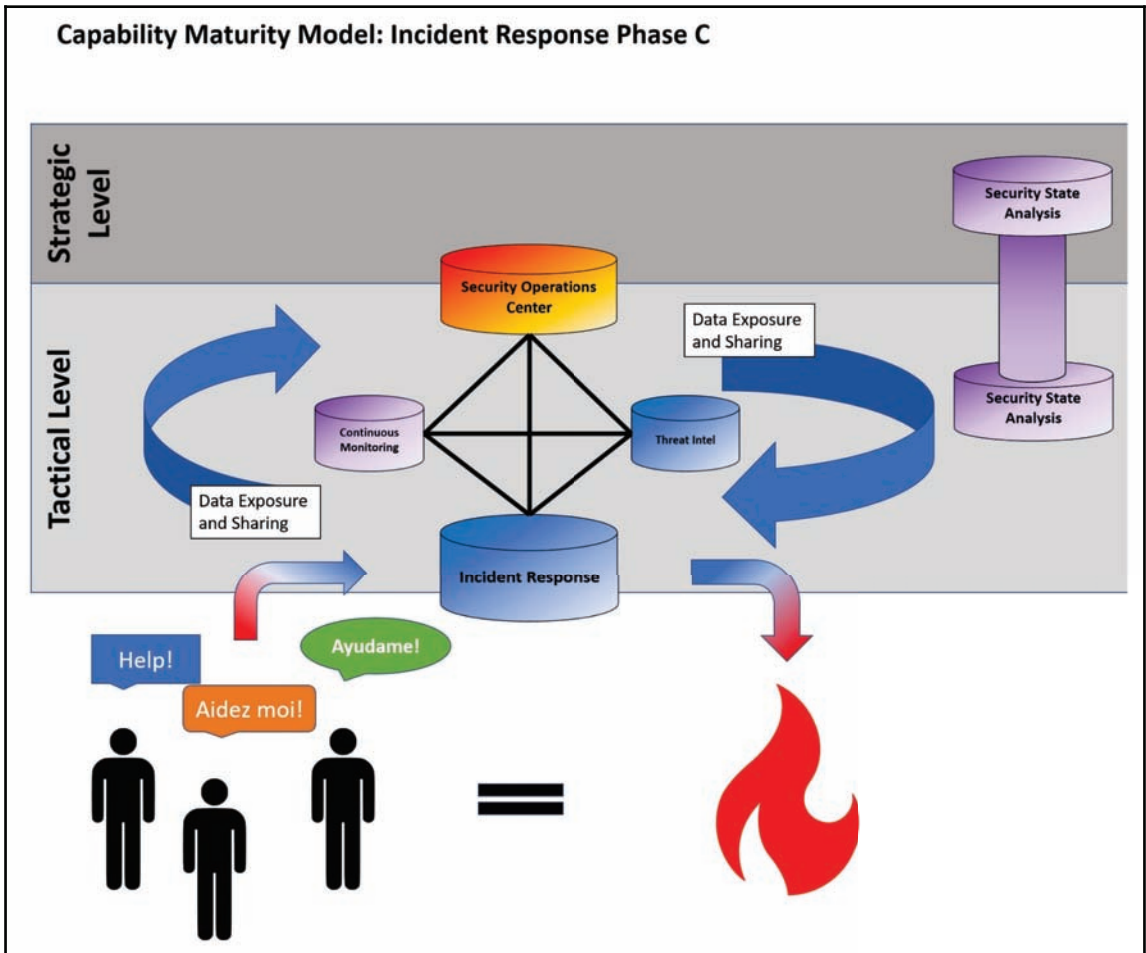 Capability Maturity Model: Incident Response Phase C
Strategic
Level
Security State
Analysis
Security Operations
Center
Data Exposure
and Sharing
Tactical Level
Continuous
Monitoring
Threat Intel
Security State
Analysis
Data Exposure
and Sharing
Incident Response
Help!
Aidez moi!
Ayudame!